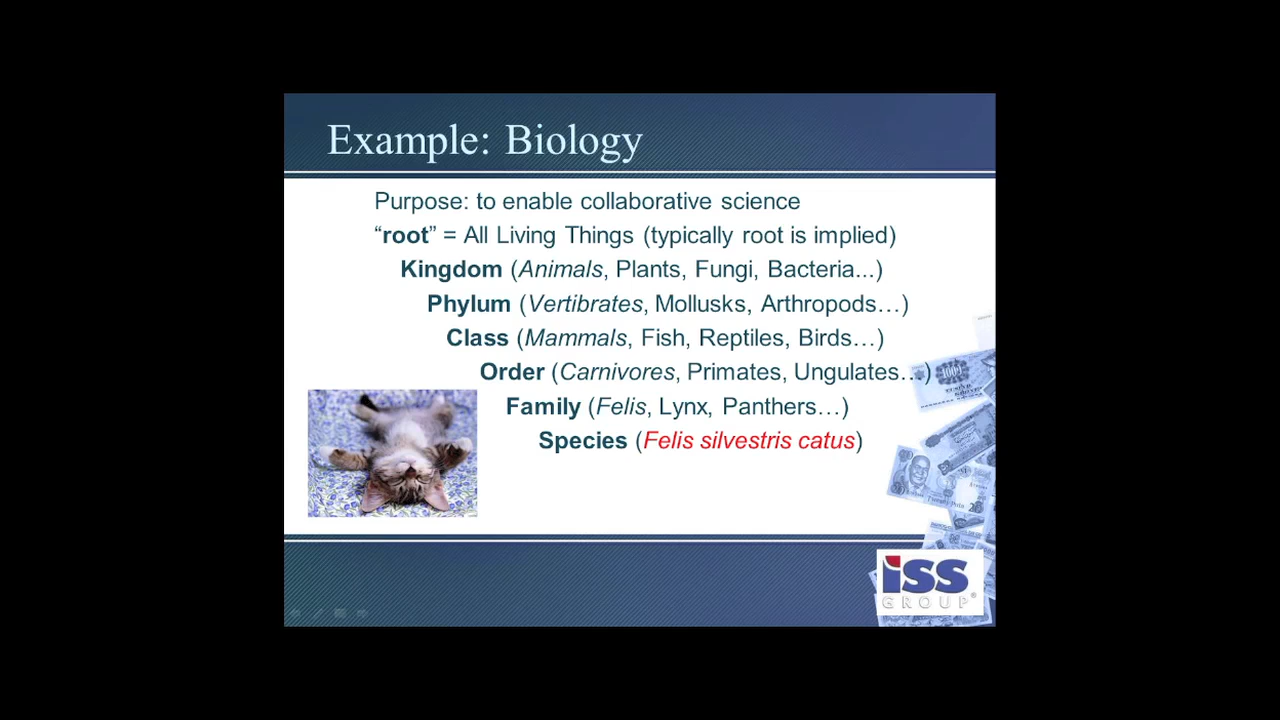 Example: Biology
Purpose: to enable collaborative science
“root” = All Living Things (typically root is implied)
Kingdom (Animals, Plants, Fungi, Bacteria...)
Phylum (Vertibrates, Mollusks, Arthropods…)
Class (Mammals, Fish, Reptiles, Birds…)
Order (Carnivores, Primates, Ungulates…)
Family (Felis, Lynx, Panthers…)
Species (Felis silvestris catus)
iSS
GROUP®